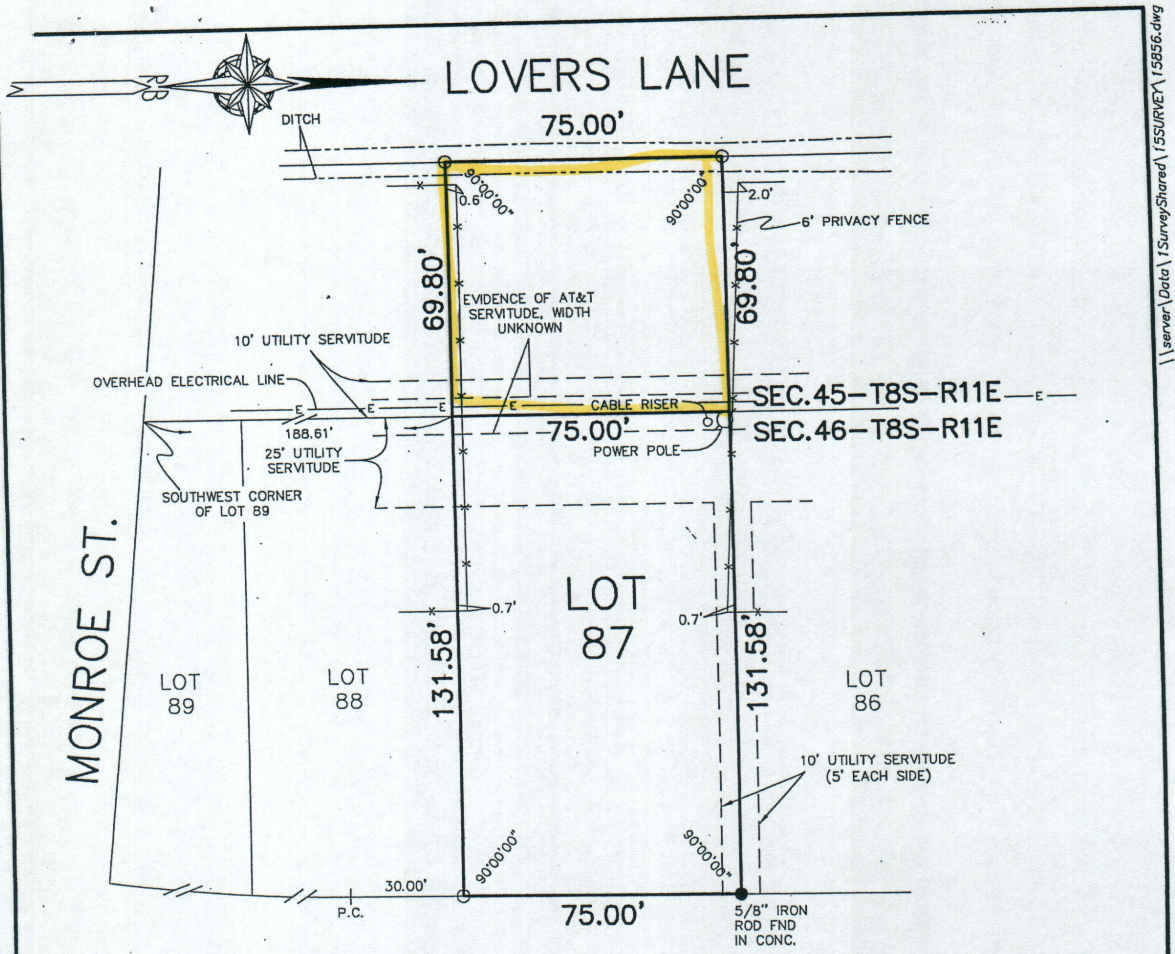 LOVERS LANE
75.00'
DITCH
90°00'00"
90°00'00"
0.6'
2.0'
6' PRIVACY FENCE
69.80'
69.80'
EVIDENCE OF AT&T
SERVITUDE, WIDTH
UNKNOWN
10' UTILITY SERVITUDE
OVERHEAD ELECTRICAL LINE
E
E
E
E
E
CABLE RISER
SEC.45-T8S-R11E
188.61'
75.00'
SEC.46-T8S-R11E
25' UTILITY
SERVITUDE
POWER POLE
SOUTHWEST CORNER
OF LOT 89
MONROE ST.
LOT
87
0.7'
0.7'
131.58'
131.58'
LOT
89
LOT
88
LOT
86
10' UTILITY SERVITUDE
(5' EACH SIDE)
90°00'00"
90°00'00"
30.00'
P.C.
75.00'
5/8" IRON
ROD FND
IN CONC.
\\server\Data\1SurveyShared\15SURVEY\15856.dwg